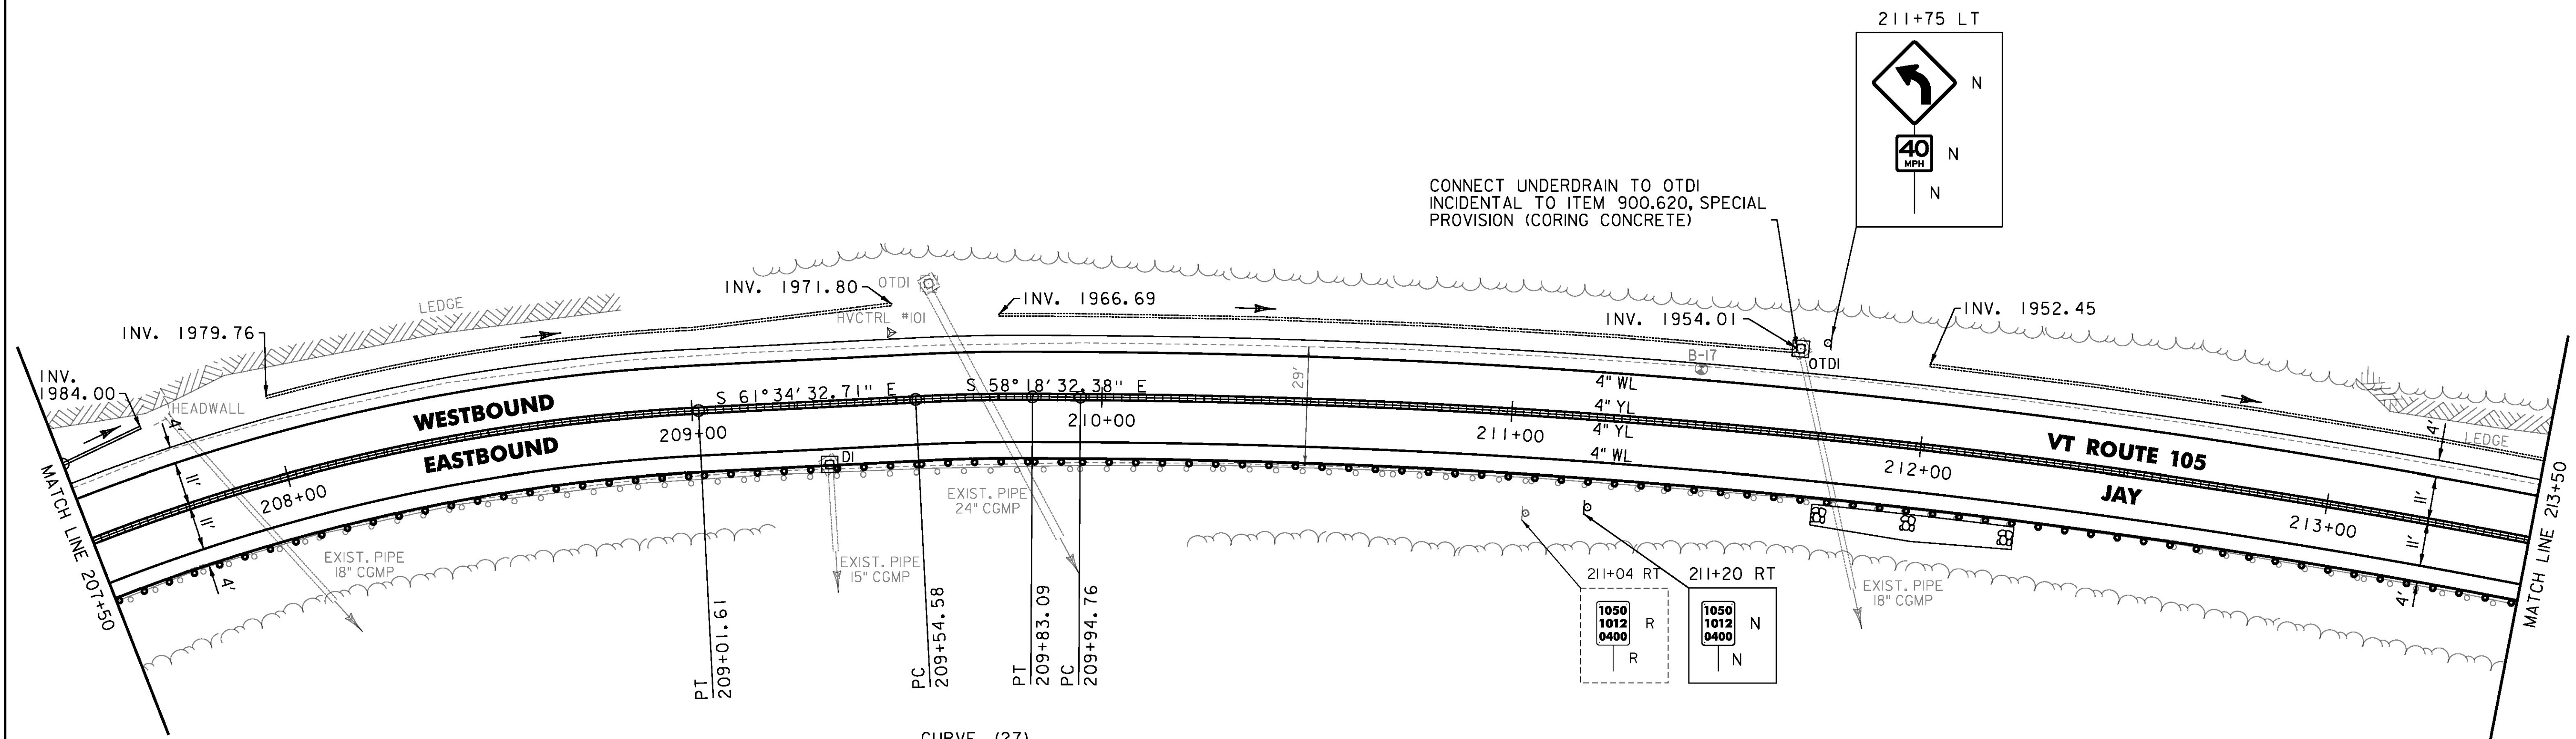 211+75 LT
N
40
MPH
N
N
CONNECT UNDERDRAIN TO OTDI
INCIDENTAL TO ITEM 900.620, SPECIAL
PROVISION (CORING CONCRETE)
LEDGE
INV. 1971.80
OTDI
INV. 1966.69
INV. 1979.76
HVCTRL #101
INV. 1954.01
INV. 1952.45
OTDI
B-17
INV.
1984.00
HEADWALL
4'
29'
WESTBOUND
S 61°34'32.71" E
S 58°18'32.38" E
4" WL
4" YL
4" YL
4" WL
EASTBOUND
209+00
210+00
211+00
212+00
213+00
208+00
VT ROUTE 105
JAY
LEDGE
4'
11'
11'
4'
11'
11'
4'
DI
EXIST. PIPE
24" CGMP
EXIST. PIPE
18" CGMP
EXIST. PIPE
15" CGMP
EXIST. PIPE
18" CGMP
MATCH LINE 207+50
MATCH LINE 213+50
PT
209+01.61
PC
209+54.58
PT
209+83.09
PC
209+94.76
211+04 RT
1050
1012
0400
R
R
211+20 RT
1050
1012
0400
N
N
CURVE (27)